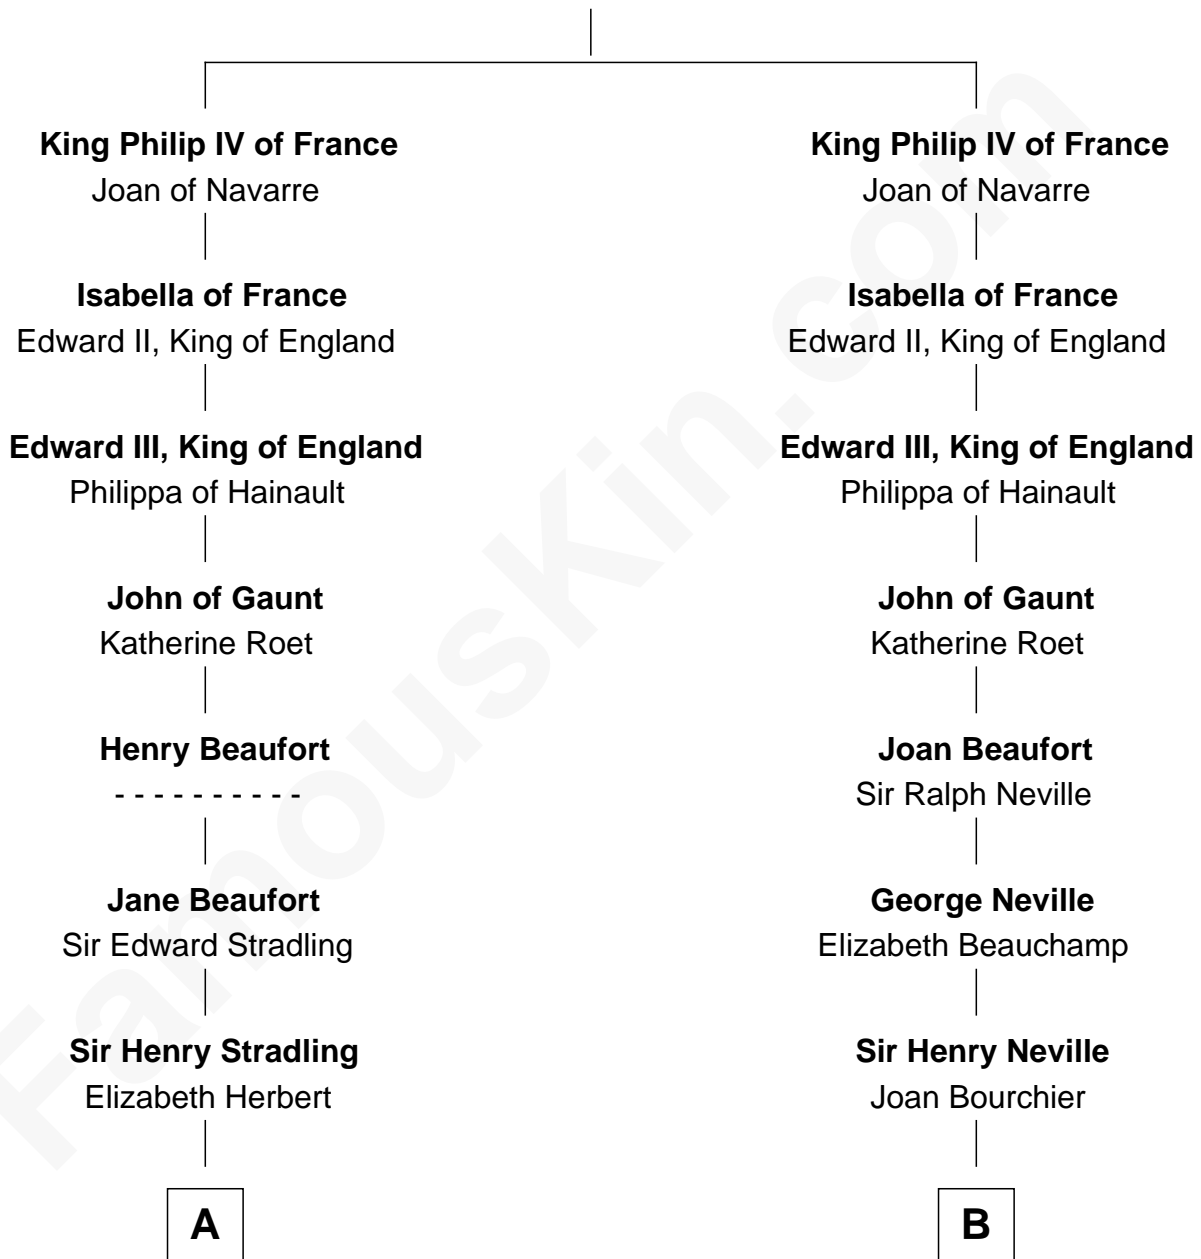 King Philip IV of France
Joan of Navarre
Isabella of France
Edward II, King of England
Edward III, King of England
Philippa of Hainault
John of Gaunt
Katherine Roet
Henry Beaufort
- - - - - - - - - -
Jane Beaufort
Sir Edward Stradling
Sir Henry Stradling
Elizabeth Herbert
A
King Philip IV of France
Joan of Navarre
Isabella of France
Edward II, King of England
Edward III, King of England
Philippa of Hainault
John of Gaunt
Katherine Roet
Joan Beaufort
Sir Ralph Neville
George Neville
Elizabeth Beauchamp
Sir Henry Neville
Joan Bourchier
B
FamousKin.com